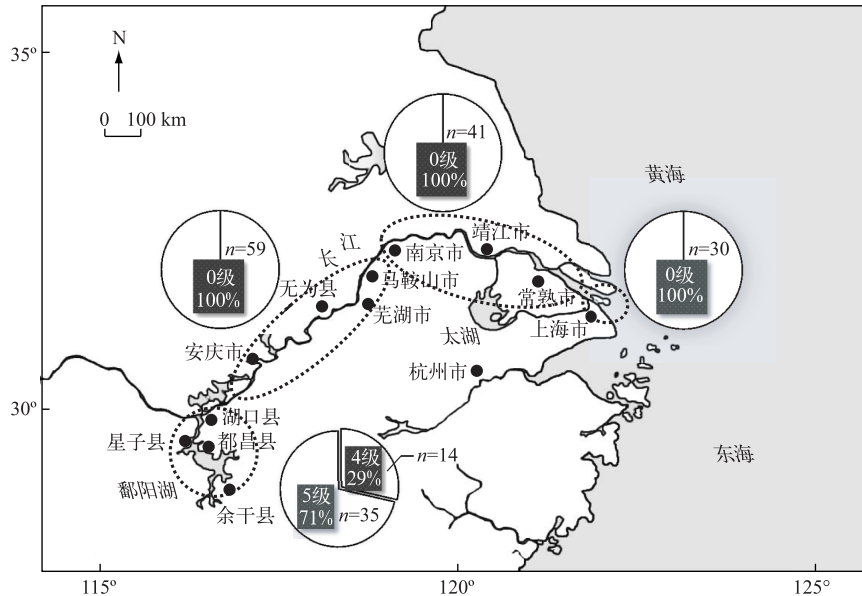 35°
N
0 100 km
n=41
0级
100%
黄海
n=59
0级
100%
长江
靖江市
南京市
n=30
0级
100%
无为县
马鞍山市
常熟市
芜湖市
太湖
上海市
安庆市
杭州市
30°
湖口县
星子县
都昌县
4级
29%
n=14
东海
鄱阳湖
5级
71%
n=35
余干县
115°
120°
125°